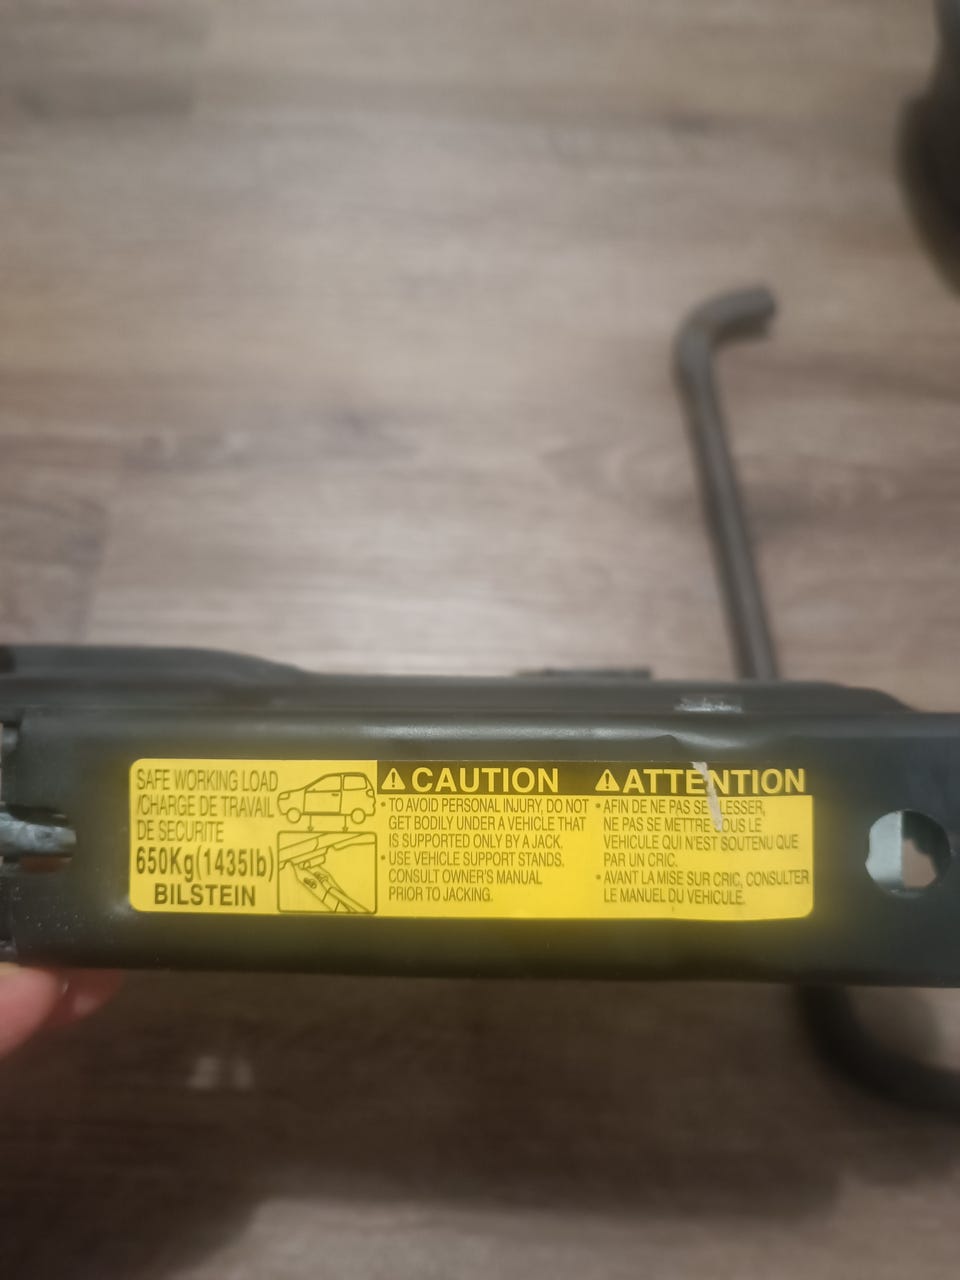 SAFE WORKING LOAD
/CHARGE DE TRAVAIL
DE SECURITE
650Kg(1435lb)
BILSTEIN
CAUTION
• TO AVOID PERSONAL INJURY, DO NOT
GET BODILY UNDER A VEHICLE THAT
IS SUPPORTED ONLY BY A JACK.
• USE VEHICLE SUPPORT STANDS.
CONSULT OWNER'S MANUAL
PRIOR TO JACKING.
ATTENTION
• AFIN DE NE PAS SE BLESSER,
NE PAS SE METTRE SOUS LE
VEHICULE QUI N'EST SOUTENU QUE
PAR UN CRIC.
• AVANT LA MISE SUR CRIC, CONSULTER
LE MANUEL DU VEHICULE.